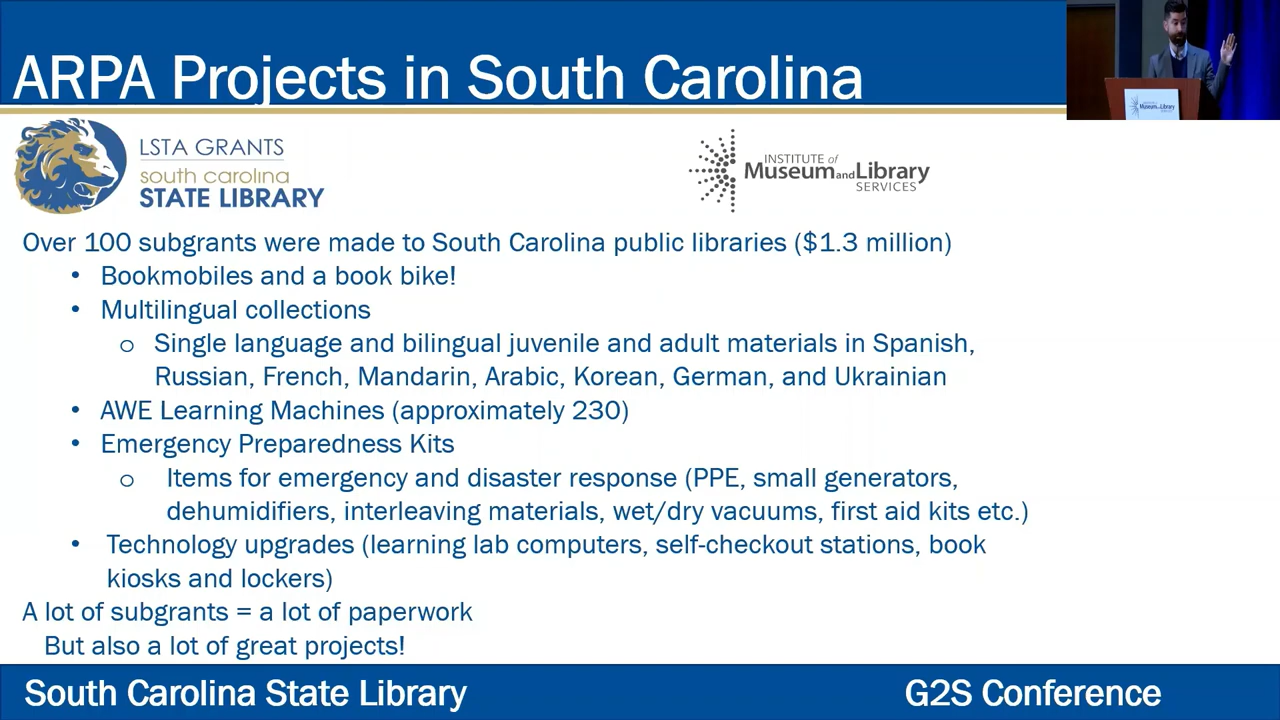 ARPA Projects in South Carolina
LSTA GRANTS
south carolina
STATE LIBRARY
INSTITUTE of
Museum and Library
SERVICES
Museum and Library
Over 100 subgrants were made to South Carolina public libraries ($1.3 million)
• Bookmobiles and a book bike!
• Multilingual collections
o Single language and bilingual juvenile and adult materials in Spanish,
Russian, French, Mandarin, Arabic, Korean, German, and Ukrainian
• AWE Learning Machines (approximately 230)
• Emergency Preparedness Kits
o Items for emergency and disaster response (PPE, small generators,
dehumidifiers, interleaving materials, wet/dry vacuums, first aid kits etc.)
• Technology upgrades (learning lab computers, self-checkout stations, book
kiosks and lockers)
A lot of subgrants = a lot of paperwork
But also a lot of great projects!
South Carolina State Library
G2S Conference